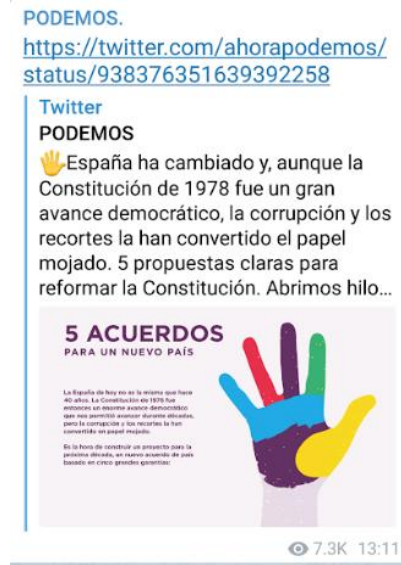 PODEMOS.
https://twitter.com/ahorapodemos/
status/938376351639392258
Twitter
PODEMOS
🖐España ha cambiado y, aunque la
Constitución de 1978 fue un gran
avance democrático, la corrupción y los
recortes la han convertido el papel
mojado. 5 propuestas claras para
reformar la Constitución. Abrimos hilo...
5 ACUERDOS
PARA UN NUEVO PAÍS
La España de hoy no es la misma que hace
40 años. La Constitución de 1978 fue
entonces un enorme avance democrático
que nos permitió avanzar durante décadas,
pero la corrupción y los recortes la han
convertido en papel mojado.
Es la hora de construir un proyecto para la
próxima década, un nuevo acuerdo de país
basado en cinco grandes garantías:
7.3K 13:11